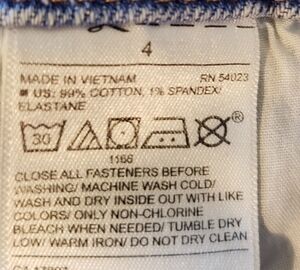 4
MADE IN VIETNAM RN 54023
US: 99% COTTON, 1% SPANDEX/
ELASTANE
30
®
1166
CLOSE ALL FASTENERS BEFORE
WASHING/ MACHINE WASH COLD/
WASH AND DRY INSIDE OUT WITH LIKE
COLORS/ ONLY NON-CHLORINE
BLEACH WHEN NEEDED/ TUMBLE DRY
LOW/ WARM IRON/ DO NOT DRY CLEAN